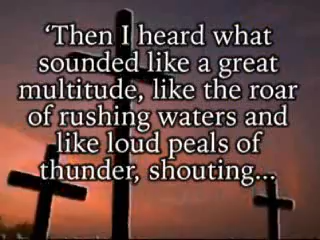 ‘Then I heard what
sounded like a great
multitude, like the roar
of rushing waters and
like loud peals of
thunder, shouting...